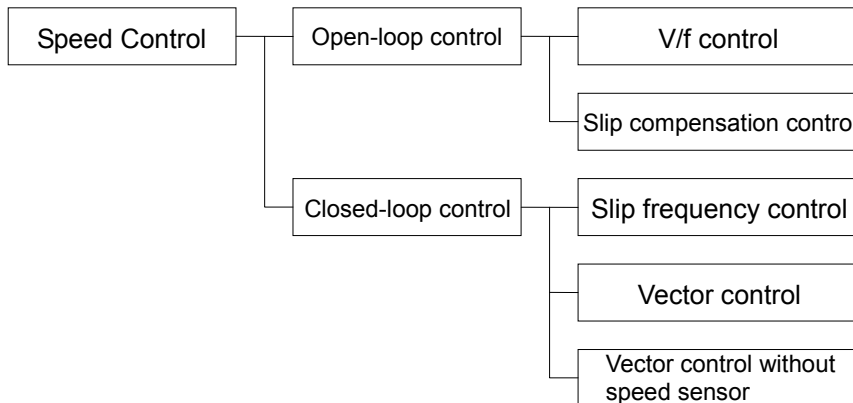 Speed Control
Open-loop control
V/f control
Slip compensation contro
Closed-loop control
Slip frequency control
Vector control
Vector control without
speed sensor